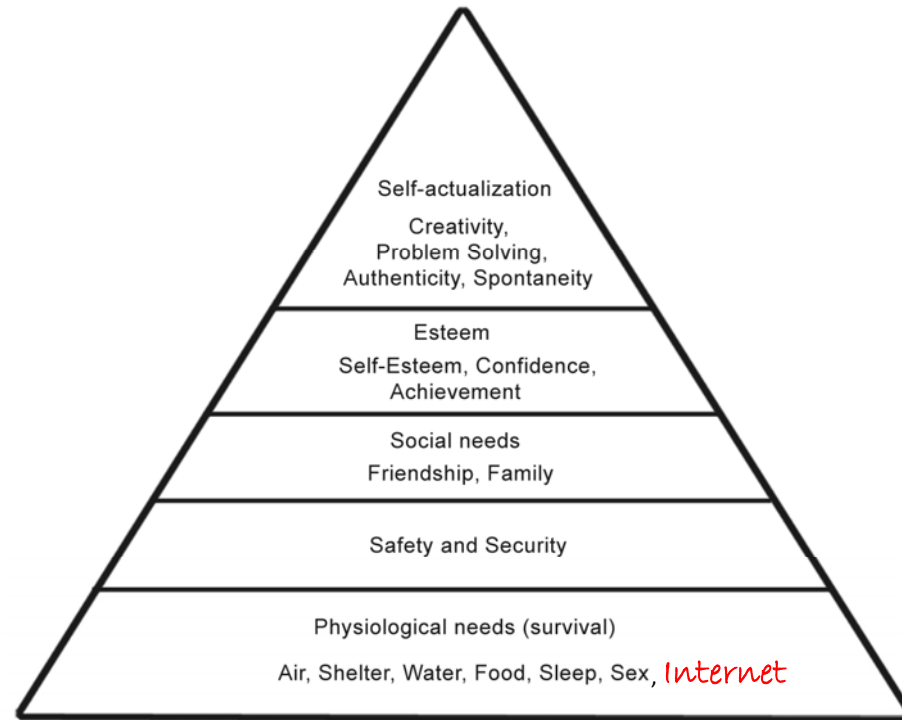 Self-actualization
Creativity,
Problem Solving,
Authenticity, Spontaneity
Esteem
Self-Esteem, Confidence,
Achievement
Social needs
Friendship, Family
Safety and Security
Physiological needs (survival)
Air, Shelter, Water, Food, Sleep, Sex, Internet